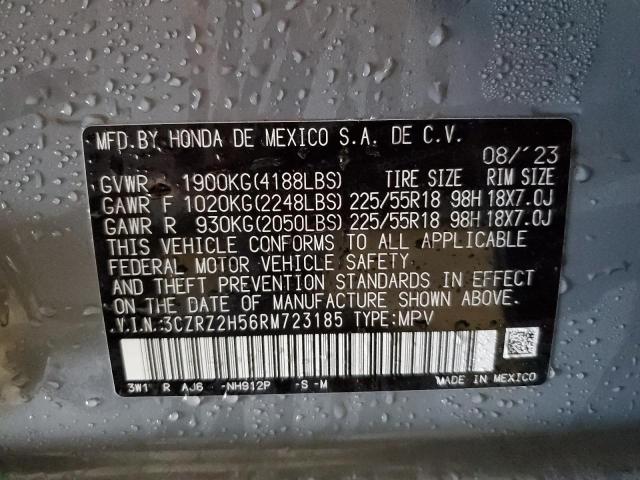 MFD. BY HONDA DE MEXICO S.A. DE C.V.
08/'23
GVWR 1900KG(4188LBS) TIRE SIZE RIM SIZE
GAWR F 1020KG(2248LBS) 225/55R18 98H 18X7.0J
GAWR R 930KG(2050LBS) 225/55R18 98H 18X7.0J
THIS VEHICLE CONFORMS TO ALL APPLICABLE
FEDERAL MOTOR VEHICLE SAFETY
AND THEFT PREVENTION STANDARDS IN EFFECT
ON THE DATE OF MANUFACTURE SHOWN ABOVE.
V.I.N.:3CZRZ2H56RM723185 TYPE:MPV
3W1 R AJ6 -NH912P -S-M
MADE IN MEXICO